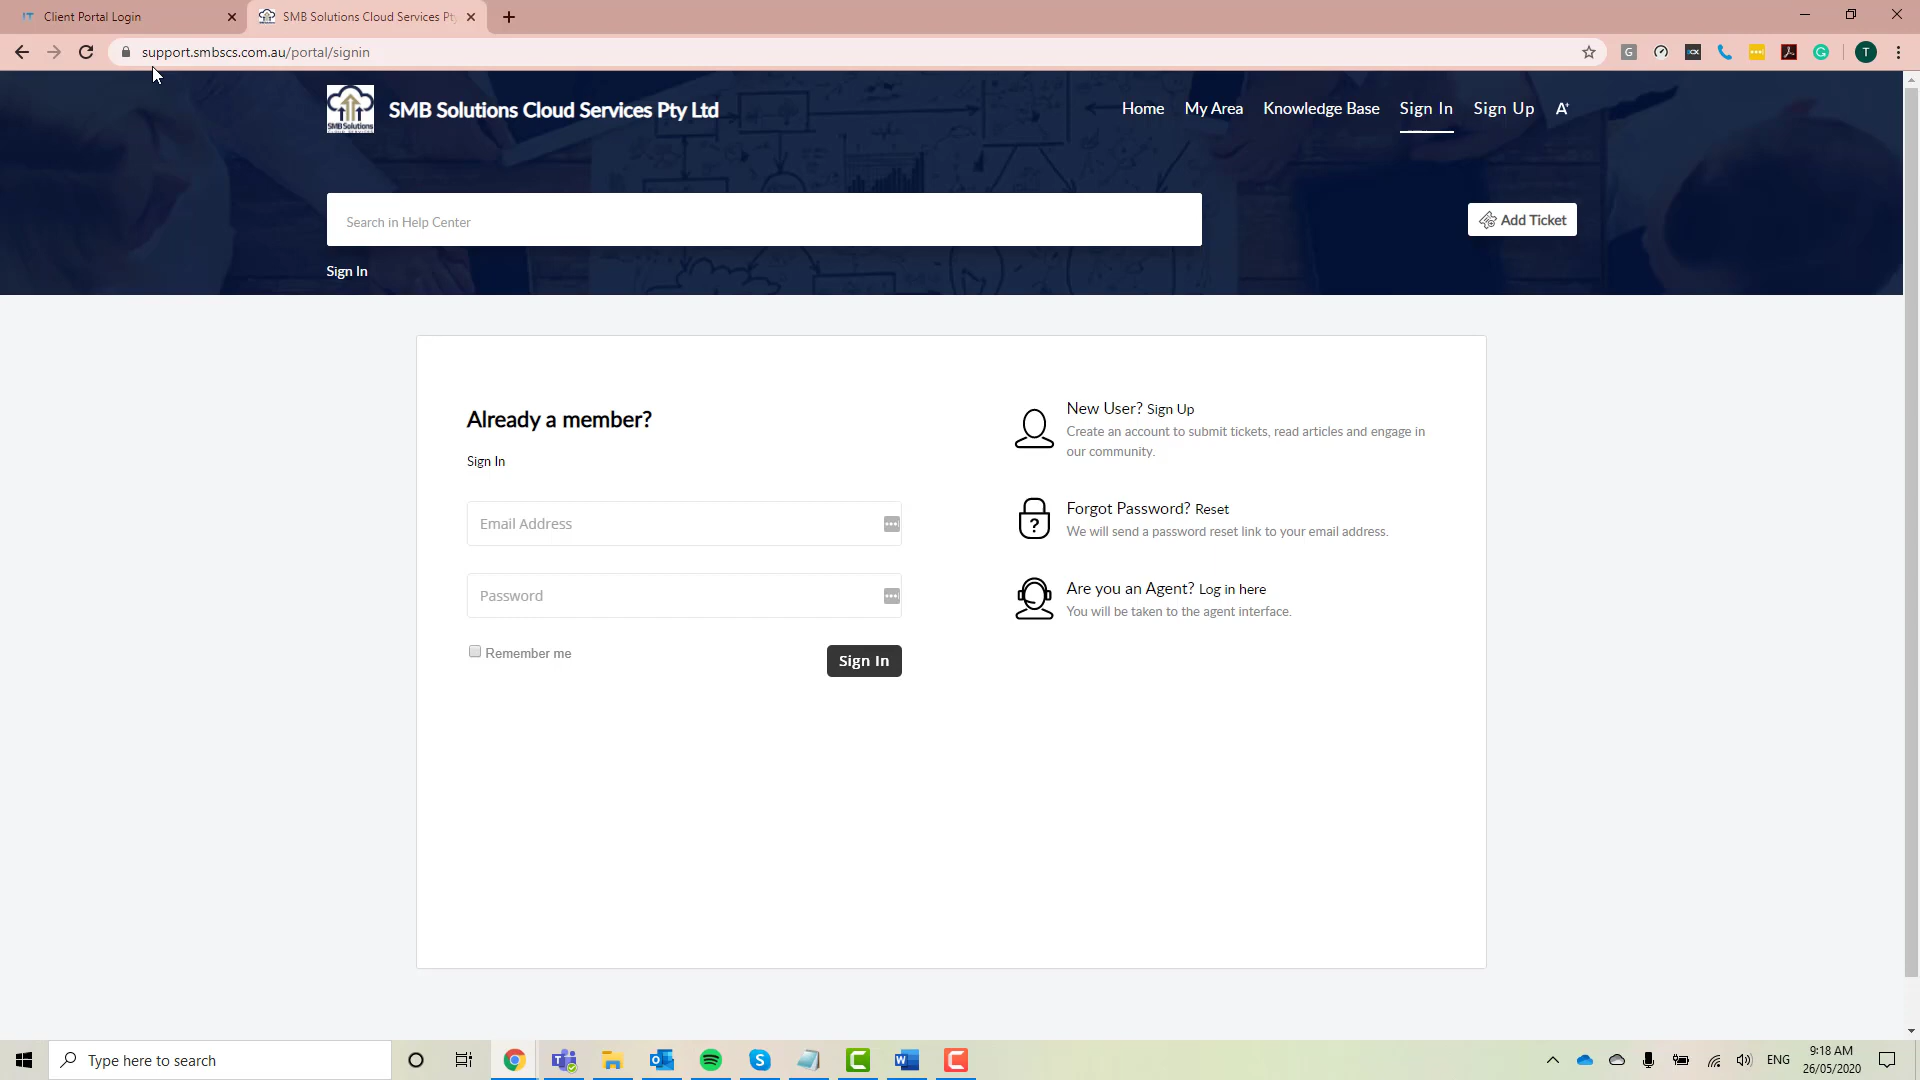 Client Portal Login
SMB Solutions Cloud Services Pt
support.smbscs.com.au/portal/signin
SMB Solutions
SMB Solutions Cloud Services Pty Ltd
Home
My Area
Knowledge Base
Sign In
Sign Up
A+
Search in Help Center
Add Ticket
Sign In
Already a member?
Sign In
Email Address
Password
Remember me
Sign In
New User? Sign Up
Create an account to submit tickets, read articles and engage in
our community.
Forgot Password? Reset
We will send a password reset link to your email address.
Are you an Agent? Log in here
You will be taken to the agent interface.
Type here to search
ENG
9:18 AM
26/05/2020